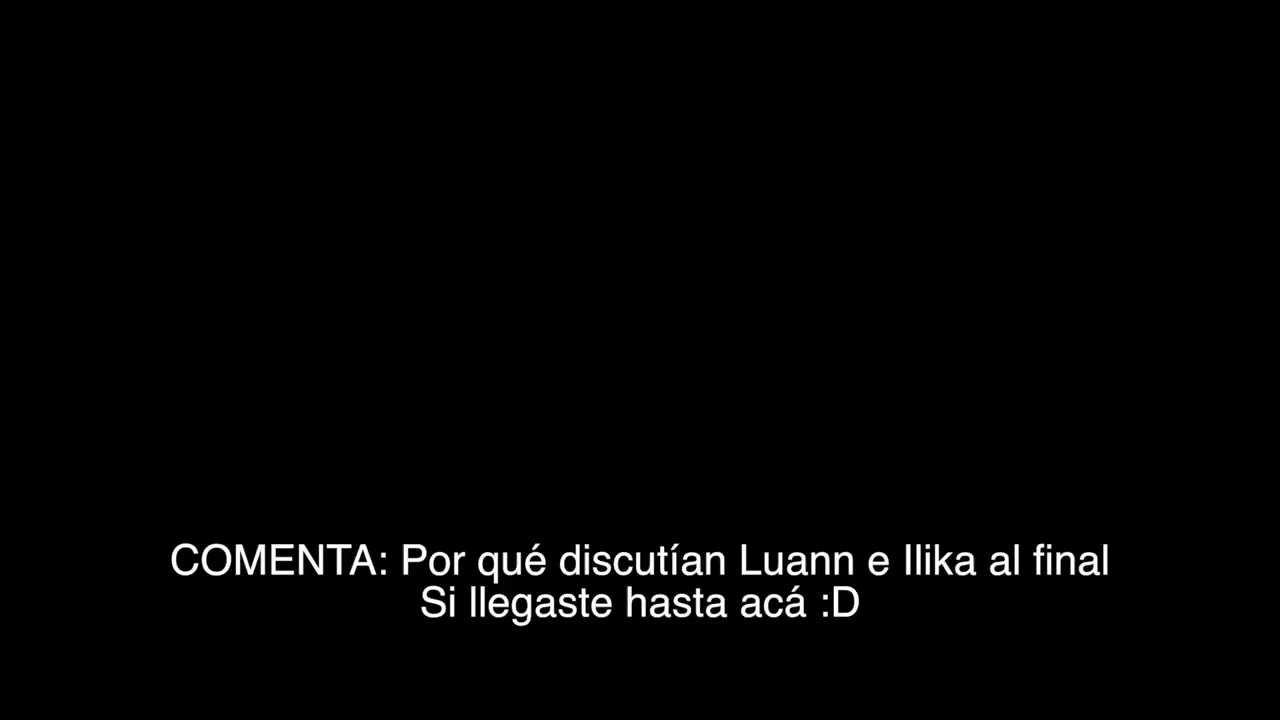 COMENTA: Por qué discutían Luann e Ilika al final
Si llegaste hasta acá :D